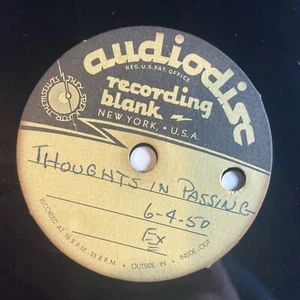 audiodisc
REG. U.S. PAT. OFFICE
recording
blank
NEW YORK, • U.S.A.
THOUGHTS IN PASSING
6-4-50
Ex
RECORDED AT 78 R.P.M. 33 R.P.M. OUTSIDE-IN INSIDE-OUT